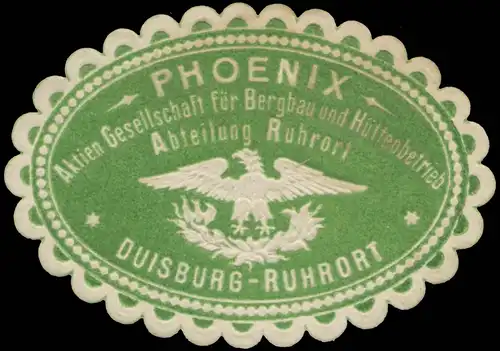 PHOENIX
Aktien Gesellschaft für Bergbau und Hüttenbetrieb
Abteilung Ruhrort
DUISBURG-RUHRORT